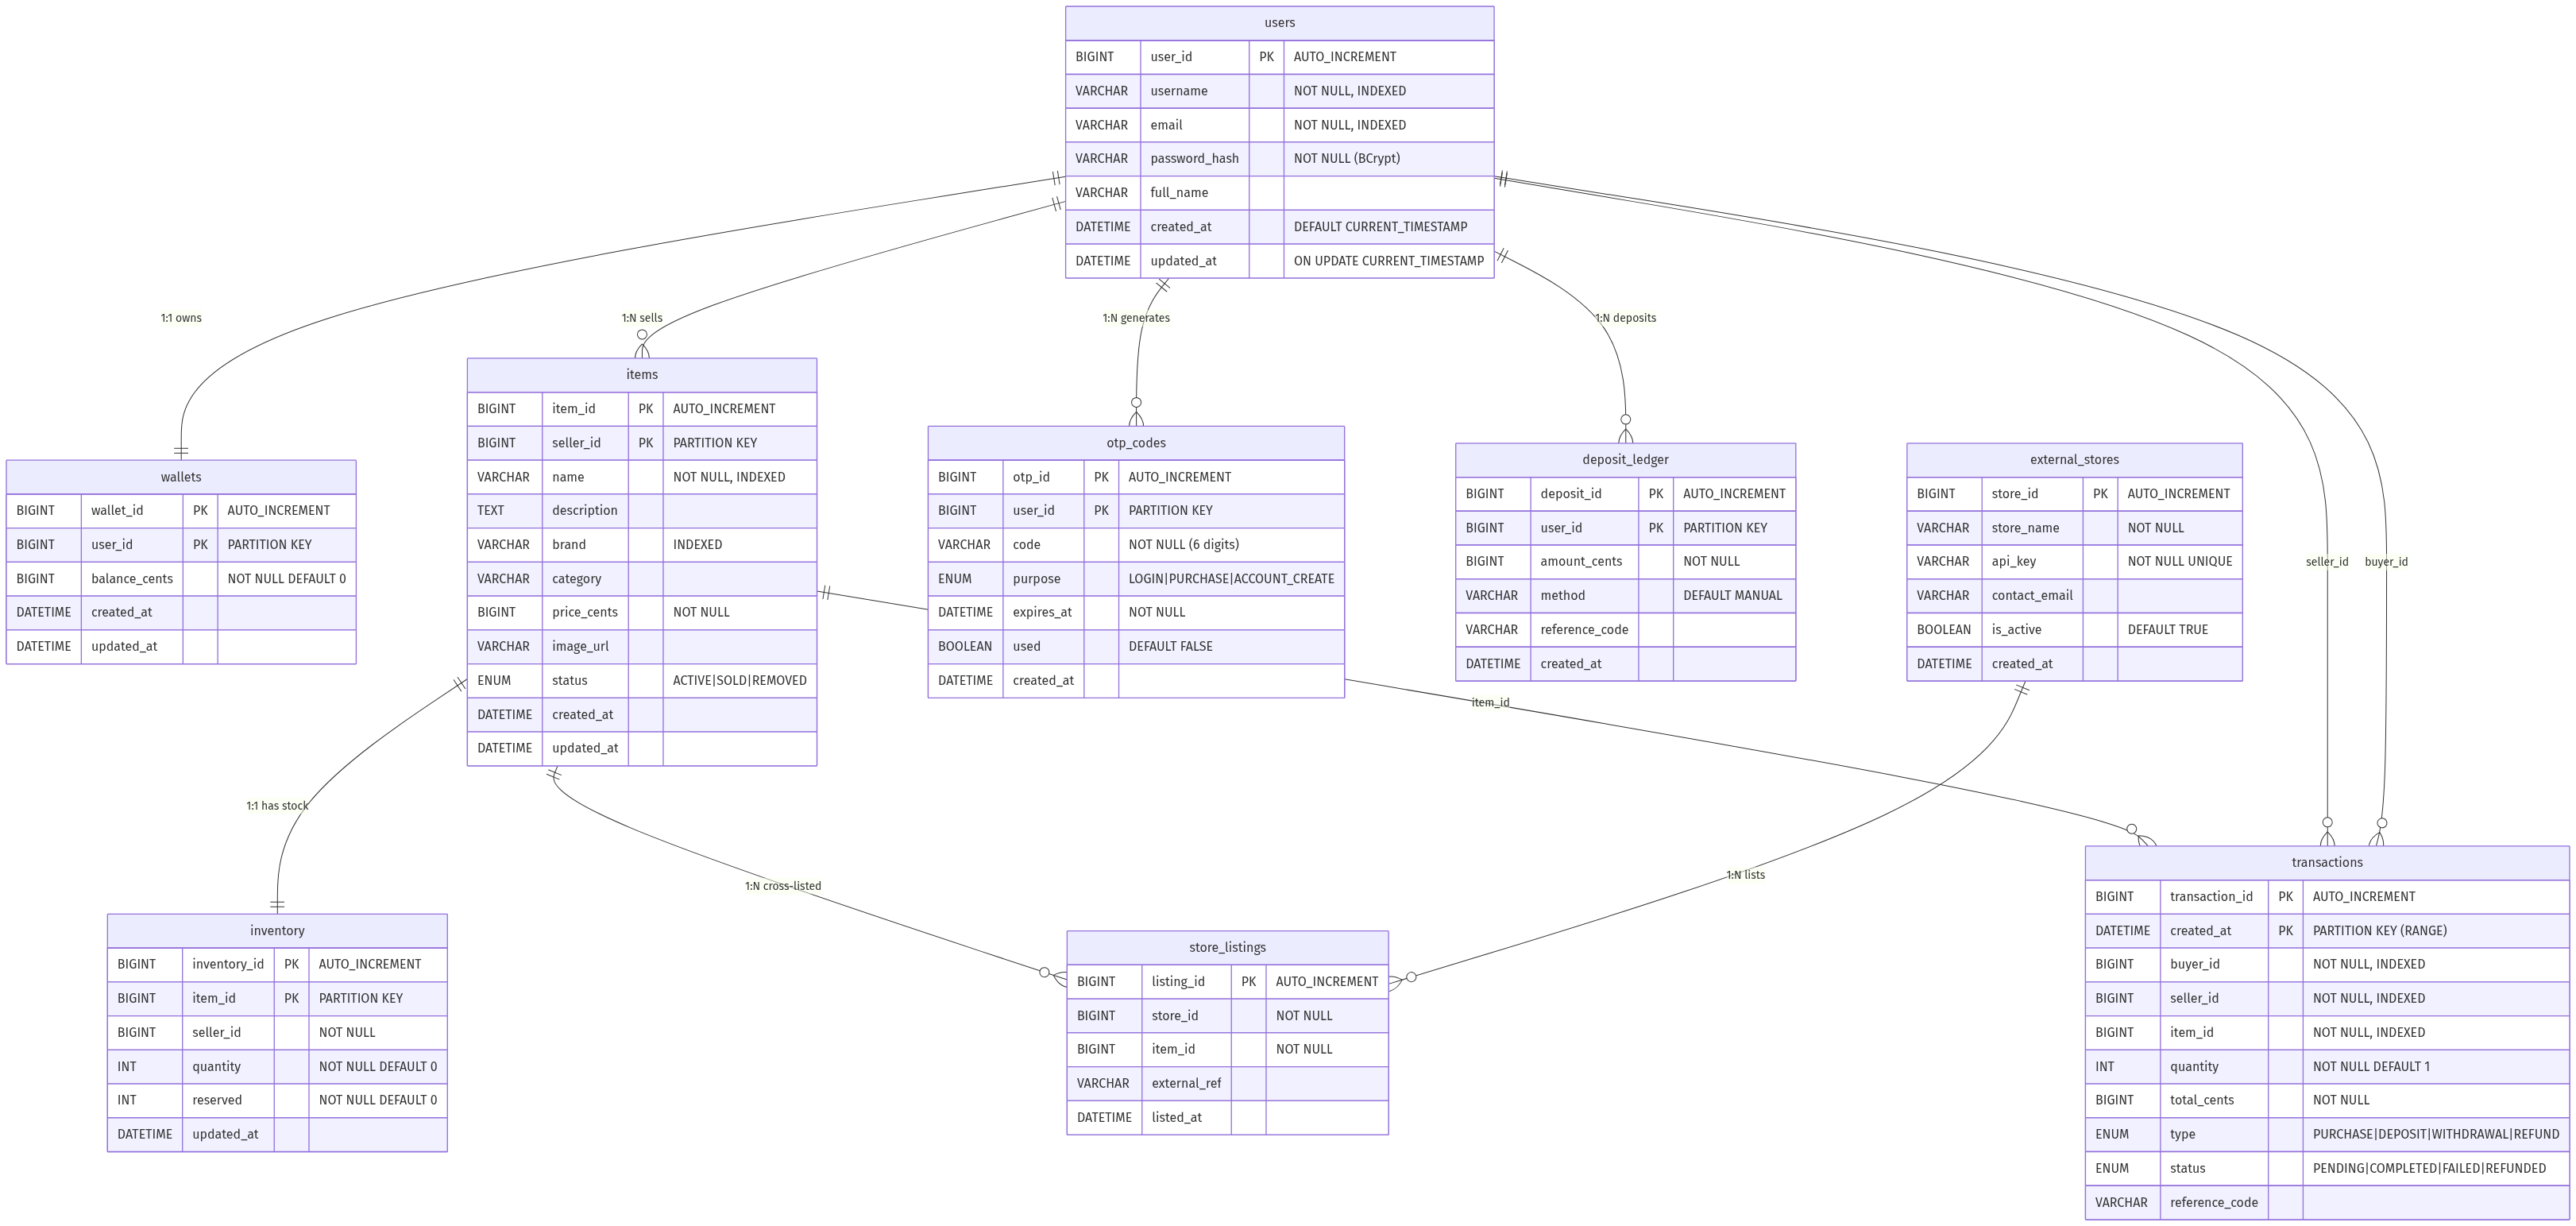 users
BIGINT user_id PK AUTO_INCREMENT
VARCHAR username NOT NULL, INDEXED
VARCHAR email NOT NULL, INDEXED
VARCHAR password_hash NOT NULL (BCrypt)
VARCHAR full_name
DATETIME created_at DEFAULT CURRENT_TIMESTAMP
DATETIME updated_at ON UPDATE CURRENT_TIMESTAMP
1:1 owns
1:N sells
1:N generates
1:N deposits
items
BIGINT item_id PK AUTO_INCREMENT
BIGINT seller_id PK PARTITION KEY
VARCHAR name NOT NULL, INDEXED
TEXT description
VARCHAR brand INDEXED
VARCHAR category
BIGINT price_cents NOT NULL
VARCHAR image_url
ENUM status ACTIVE|SOLD|REMOVED
DATETIME created_at
DATETIME updated_at
wallets
BIGINT wallet_id PK AUTO_INCREMENT
BIGINT user_id PK PARTITION KEY
BIGINT balance_cents NOT NULL DEFAULT 0
DATETIME created_at
DATETIME updated_at
otp_codes
BIGINT otp_id PK AUTO_INCREMENT
BIGINT user_id PK PARTITION KEY
VARCHAR code NOT NULL (6 digits)
ENUM purpose LOGIN|PURCHASE|ACCOUNT_CREATE
DATETIME expires_at NOT NULL
BOOLEAN used DEFAULT FALSE
DATETIME created_at
deposit_ledger
BIGINT deposit_id PK AUTO_INCREMENT
BIGINT user_id PK PARTITION KEY
BIGINT amount_cents NOT NULL
VARCHAR method DEFAULT MANUAL
VARCHAR reference_code
DATETIME created_at
external_stores
BIGINT store_id PK AUTO_INCREMENT
VARCHAR store_name NOT NULL
VARCHAR api_key NOT NULL UNIQUE
VARCHAR contact_email
BOOLEAN is_active DEFAULT TRUE
DATETIME created_at
seller_id
buyer_id
item_id
1:1 has stock
1:N cross-listed
1:N lists
inventory
BIGINT inventory_id PK AUTO_INCREMENT
BIGINT item_id PK PARTITION KEY
BIGINT seller_id NOT NULL
INT quantity NOT NULL DEFAULT 0
INT reserved NOT NULL DEFAULT 0
DATETIME updated_at
store_listings
BIGINT listing_id PK AUTO_INCREMENT
BIGINT store_id NOT NULL
BIGINT item_id NOT NULL
VARCHAR external_ref
DATETIME listed_at
transactions
BIGINT transaction_id PK AUTO_INCREMENT
DATETIME created_at PK PARTITION KEY (RANGE)
BIGINT buyer_id NOT NULL, INDEXED
BIGINT seller_id NOT NULL, INDEXED
BIGINT item_id NOT NULL, INDEXED
INT quantity NOT NULL DEFAULT 1
BIGINT total_cents NOT NULL
ENUM type PURCHASE|DEPOSIT|WITHDRAWAL|REFUND
ENUM status PENDING|COMPLETED|FAILED|REFUNDED
VARCHAR reference_code